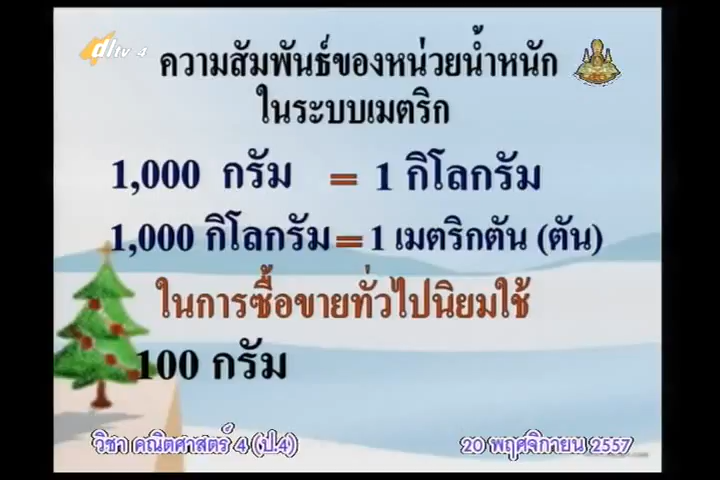 dltv 4
ความสัมพันธ์ของหน่วยน้ำหนัก
ในระบบเมตริก
1,000 กรัม = 1 กิโลกรัม
1,000 กิโลกรัม = 1 เมตริกตัน (ตัน)
ในการซื้อขายทั่วไปนิยมใช้
100 กรัม
วิชา คณิตศาสตร์ 4 (ป.4)
20 พฤศจิกายน 2557